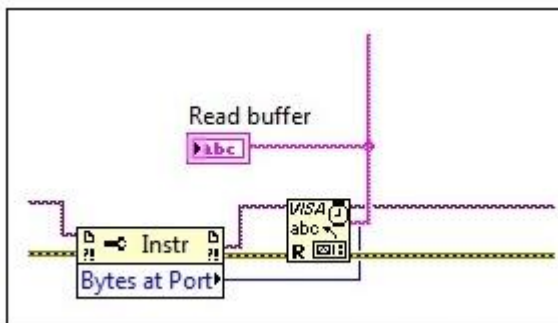 Read buffer
abc
VISA
abc
R
Instr
?! ?!
Bytes at Port